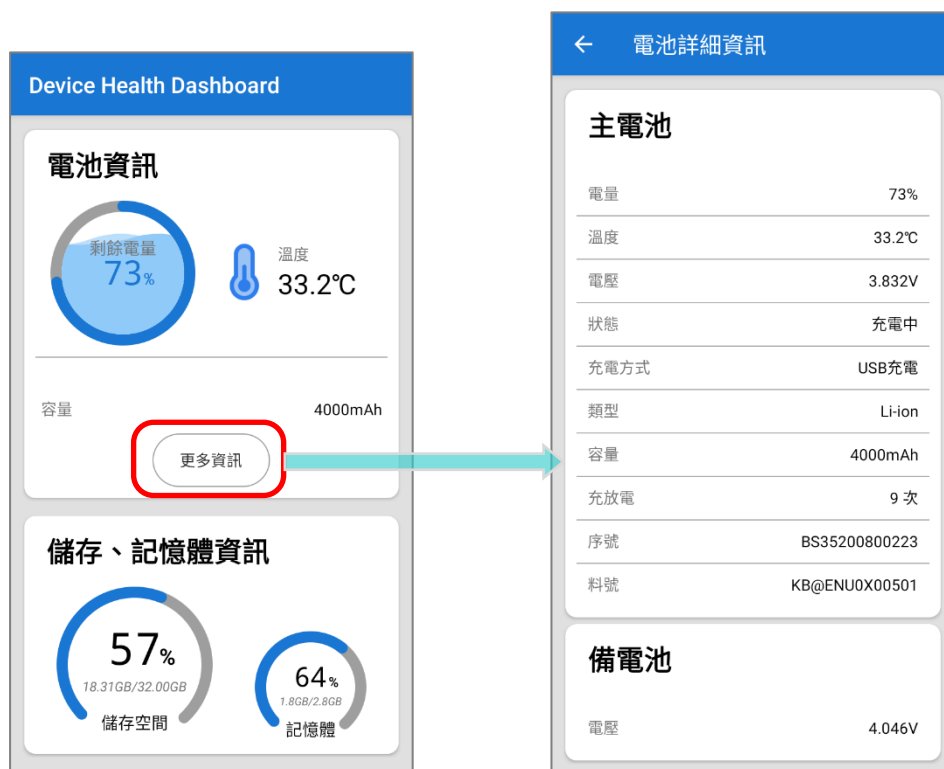 Device Health Dashboard
電池資訊
剩餘電量
73%
溫度
33.2℃
容量 4000mAh
更多資訊
儲存、記憶體資訊
57%
18.31GB/32.00GB
儲存空間
64%
1.8GB/2.8GB
記憶體
電池詳細資訊
主電池
電量 73%
溫度 33.2℃
電壓 3.832V
狀態 充電中
充電方式 USB充電
類型 Li-ion
容量 4000mAh
充放電 9 次
序號 BS35200800223
料號 KB@ENU0X00501
備電池
電壓 4.046V